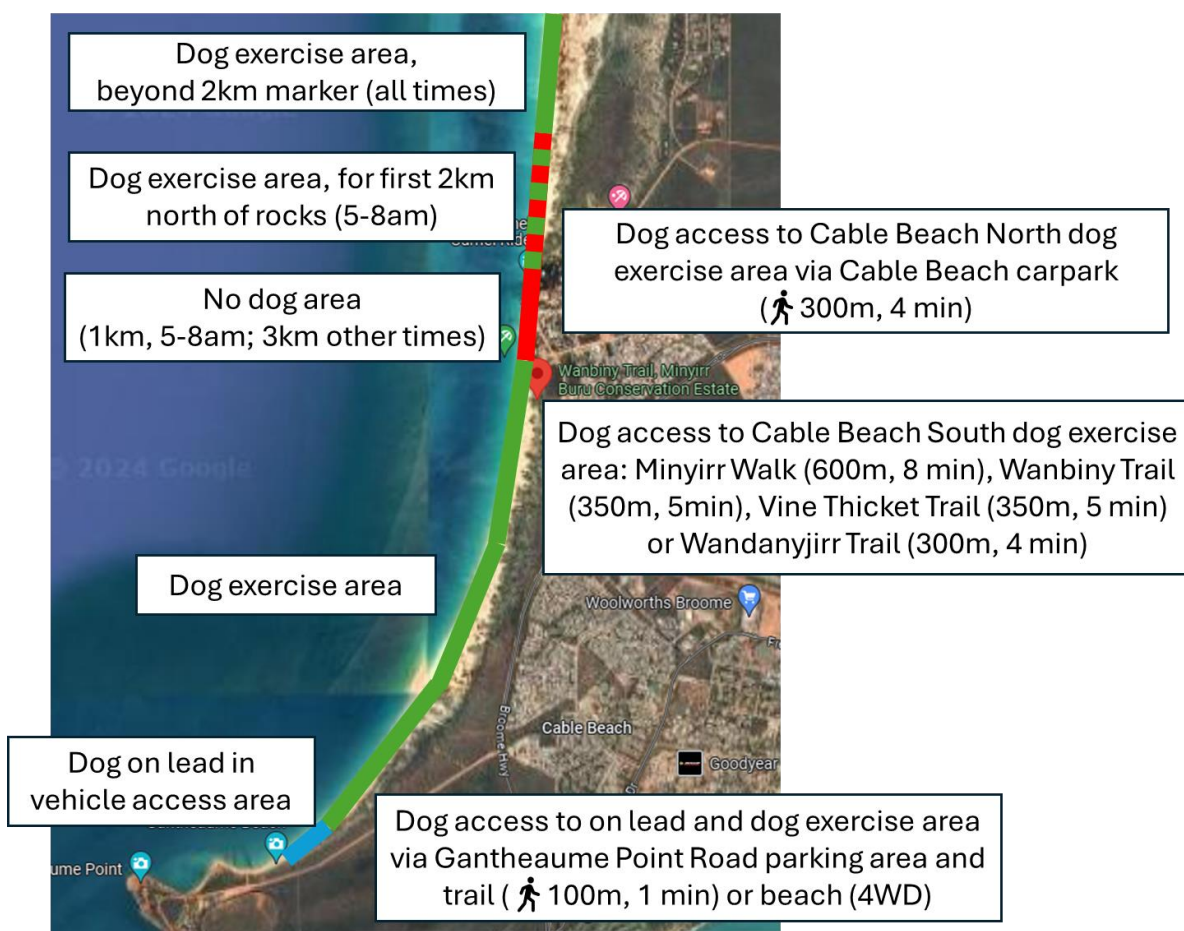 Dog exercise area,
beyond 2km marker (all times)
Dog exercise area, for first 2km
north of rocks (5-8am)
No dog area
(1km, 5-8am; 3km other times)
Dog access to Cable Beach North dog
exercise area via Cable Beach carpark
(300m, 4 min)
Wanbiny Trail, Minyirr
Buru Conservation Estate
Dog access to Cable Beach South dog exercise
area: Minyirr Walk (600m, 8 min), Wanbiny Trail
(350m, 5min), Vine Thicket Trail (350m, 5 min)
or Wandanyjirr Trail (300m, 4 min)
© 2024 Google
Dog exercise area
Woolworths Broome
Broome Hwy
Cable Beach
Goodyear
Dog on lead in
vehicle access area
ume Point
Dog access to on lead and dog exercise area
via Gantheaume Point Road parking area and
trail (100m, 1 min) or beach (4WD)